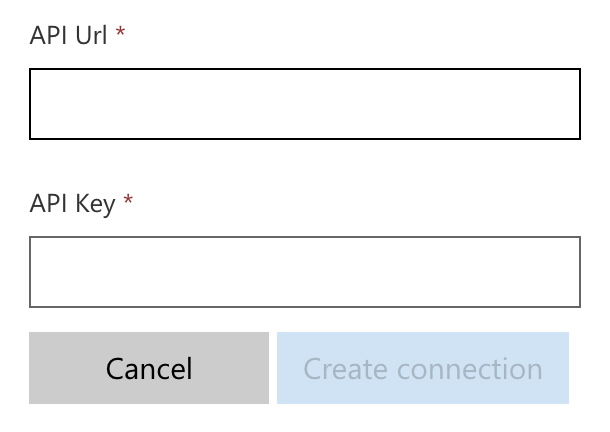 API Url *
API Key *
Cancel
Create connection